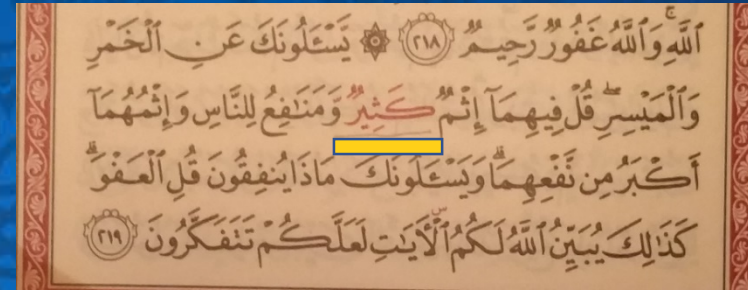 ٱللَّهِۚ وَٱللَّهُ غَفُورٌ رَّحِيمٌ ۝٢١٨ ۞ يَسْـَٔلُونَكَ عَنِ ٱلْخَمْرِ
وَٱلْمَيْسِرِۖ قُلْ فِيهِمَآ إِثْمٌ كَثِيرٌ وَمَنَٰفِعُ لِلنَّاسِ وَإِثْمُهُمَآ
أَكْبَرُ مِن نَّفْعِهِمَاۗ وَيَسْـَٔلُونَكَ مَاذَا يُنفِقُونَ قُلِ ٱلْعَفْوَۗ
كَذَٰلِكَ يُبَيِّنُ ٱللَّهُ لَكُمُ ٱلْأٓيَٰتِ لَعَلَّكُمْ تَتَفَكَّرُونَ ۝٢١٩